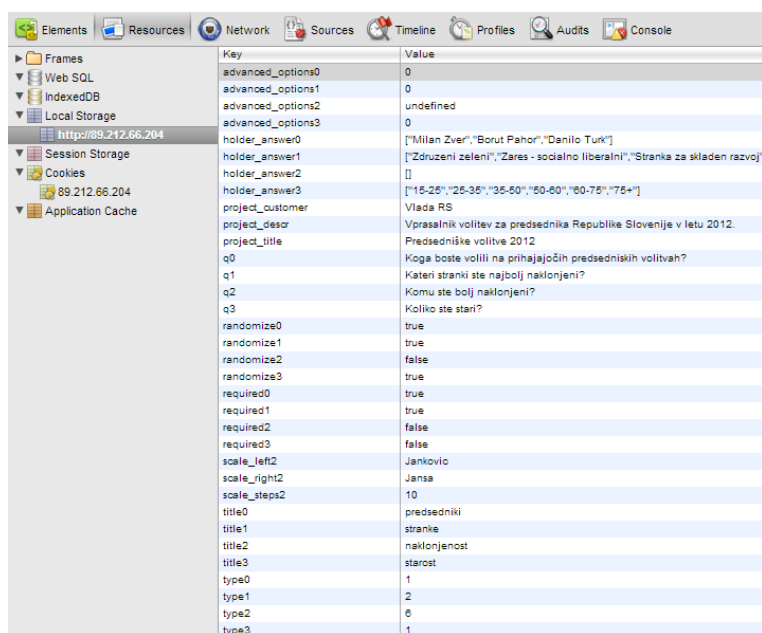 Elements Resources Network Sources Timeline Profiles Audits Console
Frames
Web SQL
IndexedDB
Local Storage
http://89.212.66.204
Session Storage
Cookies
89.212.66.204
Application Cache
Key Value
advanced_options0 0
advanced_options1 0
advanced_options2 undefined
advanced_options3 0
holder_answer0 ["Milan Zver","Borut Pahor","Danilo Turk"]
holder_answer1 ["Zdruzeni zeleni","Zares - socialno liberalni","Stranka za skladen razvoj"
holder_answer2 []
holder_answer3 ["15-25","25-35","35-50","50-60","60-75","75+"]
project_customer Vlada RS
project_descr Vprasalnik volitev za predsednika Republike Slovenije v letu 2012.
project_title Predsedniške volitve 2012
q0 Koga boste volili na prihajajočih predsedniskih volitvah?
q1 Kateri stranki ste najbolj naklonjeni?
q2 Komu ste bolj naklonjeni?
q3 Koliko ste stari?
randomize0 true
randomize1 true
randomize2 false
randomize3 true
required0 true
required1 true
required2 false
required3 false
scale_left2 Jankovic
scale_right2 Jansa
scale_steps2 10
title0 predsedniki
title1 stranke
title2 naklonjenost
title3 starost
type0 1
type1 2
type2 6
type3 1